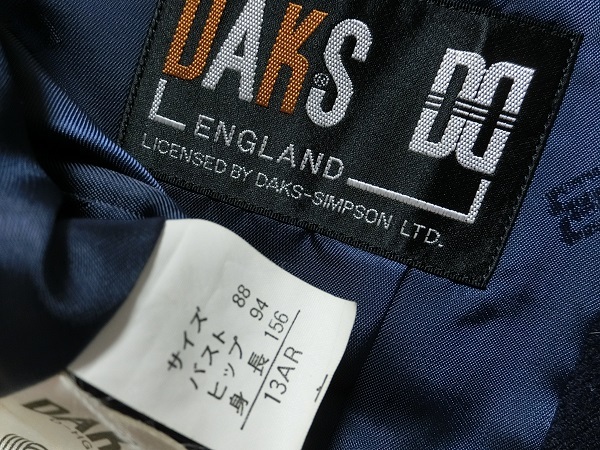 DAKS®
ENGLAND
LICENSED BY DAKS-SIMPSON LTD.
サイズ
バスト 88
ヒップ 94
身長 156
13AR
DAK